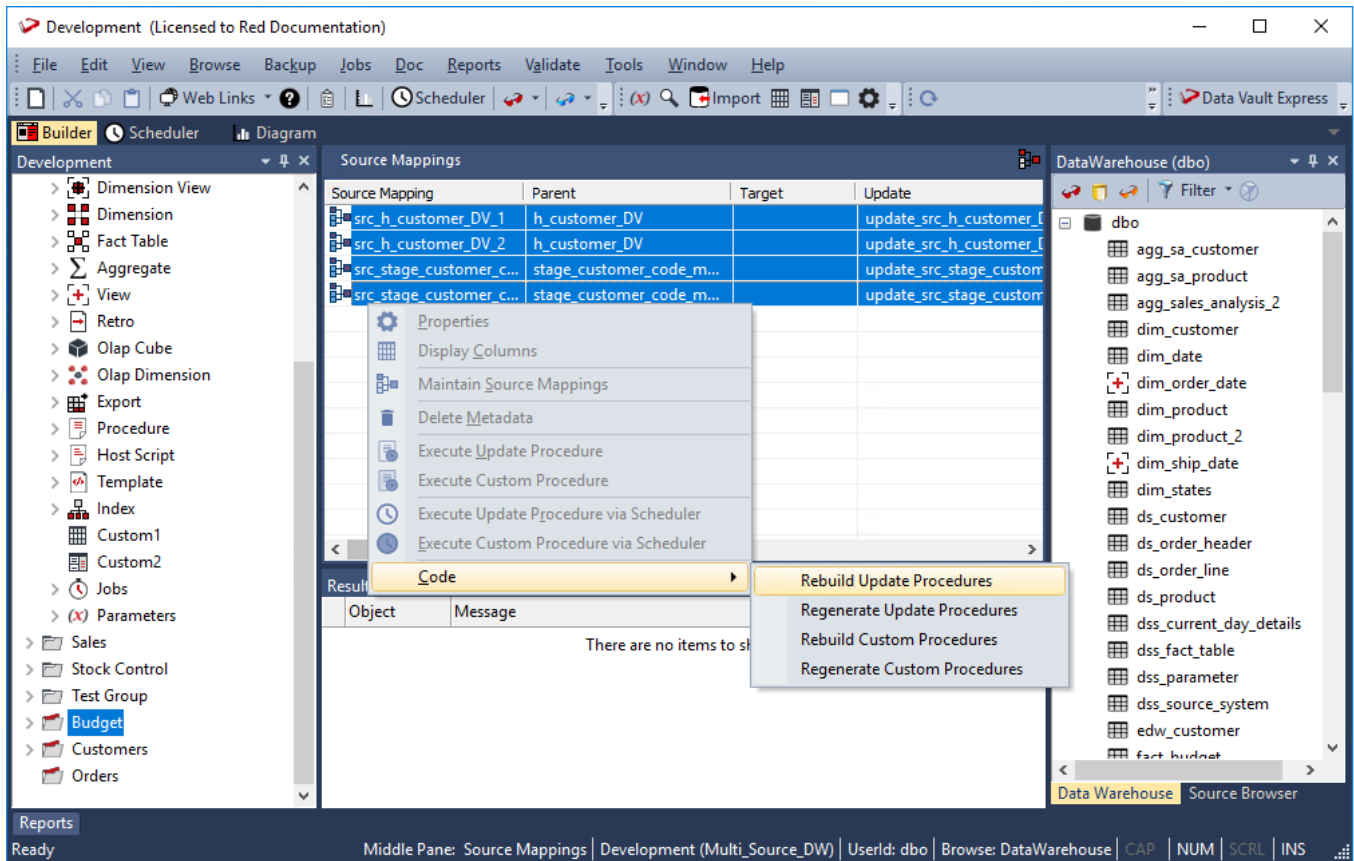 Development (Licensed to Red Documentation)
File Edit View Browse Backup Jobs Doc Reports Validate Tools Window Help
Web Links Scheduler (x) Import Data Vault Express
Builder Scheduler Diagram
Development
Dimension View
Dimension
Fact Table
Aggregate
View
Retro
Olap Cube
Olap Dimension
Export
Procedure
Host Script
Template
Index
Custom1
Custom2
Jobs
(x) Parameters
Sales
Stock Control
Test Group
Budget
Customers
Orders
Source Mappings
Source Mapping Parent Target Update
src_h_customer_DV_1 h_customer_DV update_src_h_customer_
src_h_customer_DV_2 h_customer_DV update_src_h_customer_
src_stage_customer_c... stage_customer_code_m... update_src_stage_custom
src_stage_customer_c... stage_customer_code_m... update_src_stage_custom
Properties
Display Columns
Maintain Source Mappings
Delete Metadata
Execute Update Procedure
Execute Custom Procedure
Execute Update Procedure via Scheduler
Execute Custom Procedure via Scheduler
Code
Rebuild Update Procedures
Regenerate Update Procedures
Rebuild Custom Procedures
Regenerate Custom Procedures
Result
Object Message
There are no items to sh
DataWarehouse (dbo)
Filter
dbo
agg_sa_customer
agg_sa_product
agg_sales_analysis_2
dim_customer
dim_date
dim_order_date
dim_product
dim_product_2
dim_ship_date
dim_states
ds_customer
ds_order_header
ds_order_line
ds_product
dss_current_day_details
dss_fact_table
dss_parameter
dss_source_system
edw_customer
fact_budget
Data Warehouse Source Browser
Reports
Ready Middle Pane: Source Mappings Development (Multi_Source_DW) UserId: dbo Browse: DataWarehouse CAP NUM SCRL INS